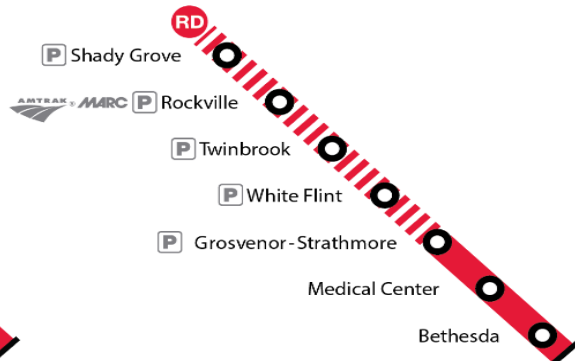 RD
P Shady Grove
AMTRAK MARC P Rockville
P Twinbrook
P White Flint
P Grosvenor-Strathmore
Medical Center
Bethesda